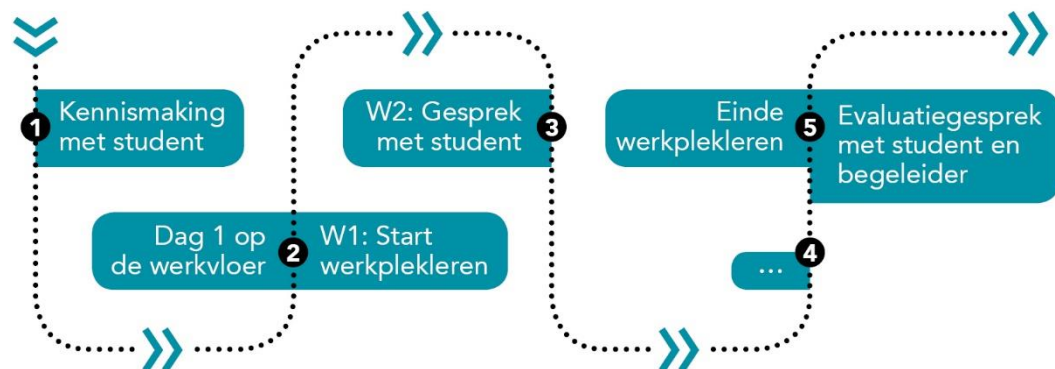 1
Kennismaking
met student
Dag 1 op
de werkvloer
2
W1: Start
werkplekleren
W2: Gesprek
met student
3
...
4
Einde
werkplekleren
5
Evaluatiegesprek
met student en
begeleider